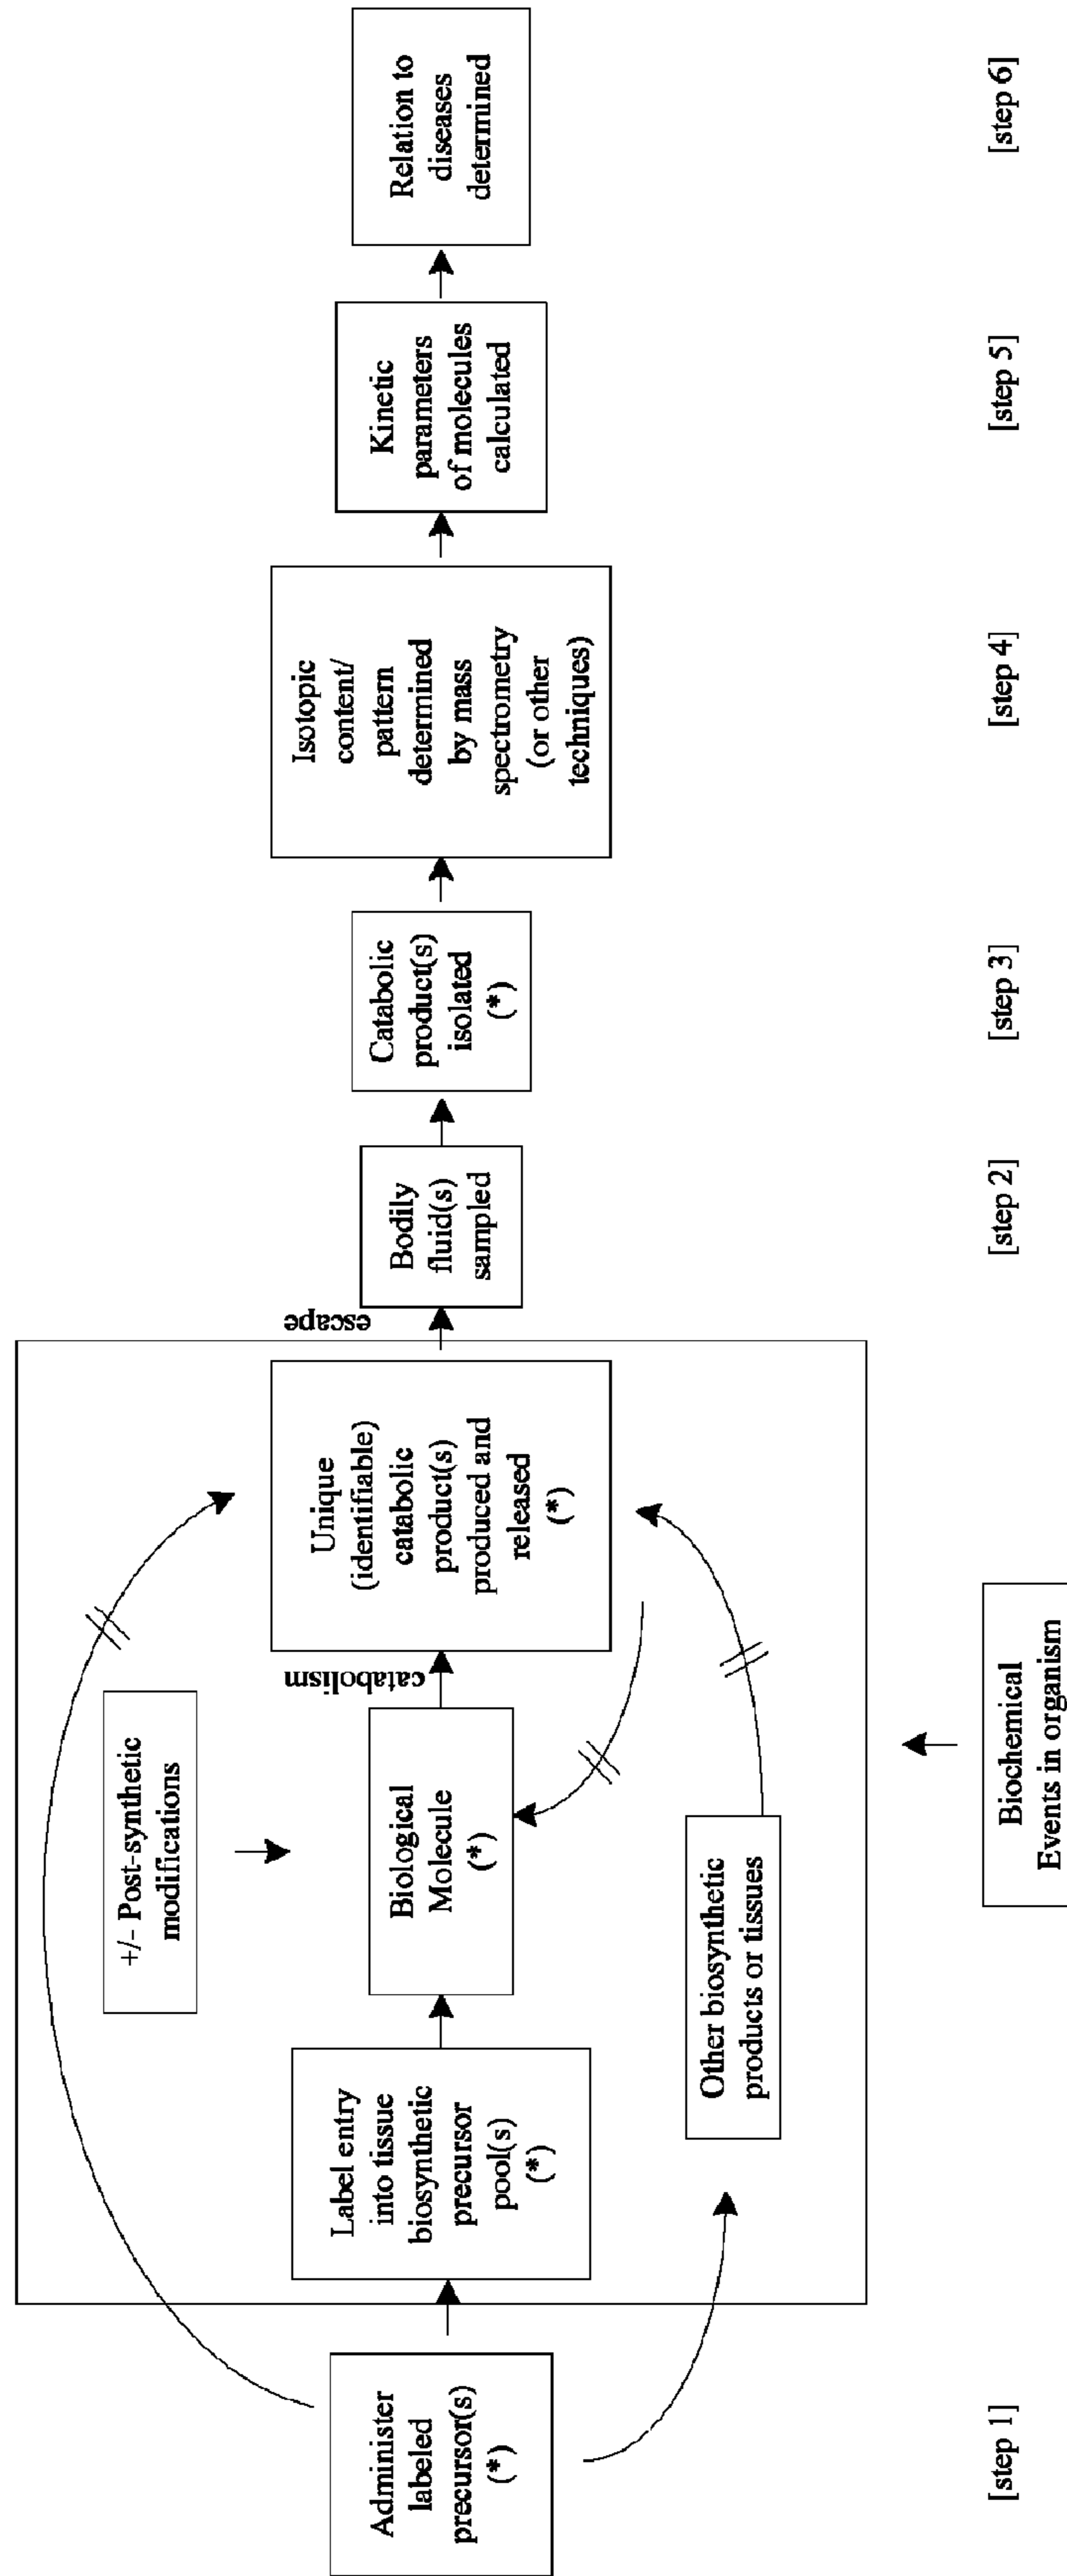 Administer
labeled
precursor(s)
(*)
Label entry
into tissue
biosynthetic
precursor
pool(s)
(*)
+/- Post-synthetic
modifications
Biological
Molecule
(*)
catabolism
Other biosynthetic
products or tissues
Unique
(identifiable)
catabolic
product(s)
produced and
released
(*)
escape
Bodily
fluid(s)
sampled
Catabolic
product(s)
isolated
(*)
Isotopic
content/
pattern
determined
by mass
spectrometry
(or other
techniques)
Kinetic
parameters
of molecules
calculated
Relation to
diseases
determined
Biochemical
Events in organism
[step 1]
[step 2]
[step 3]
[step 4]
[step 5]
[step 6]